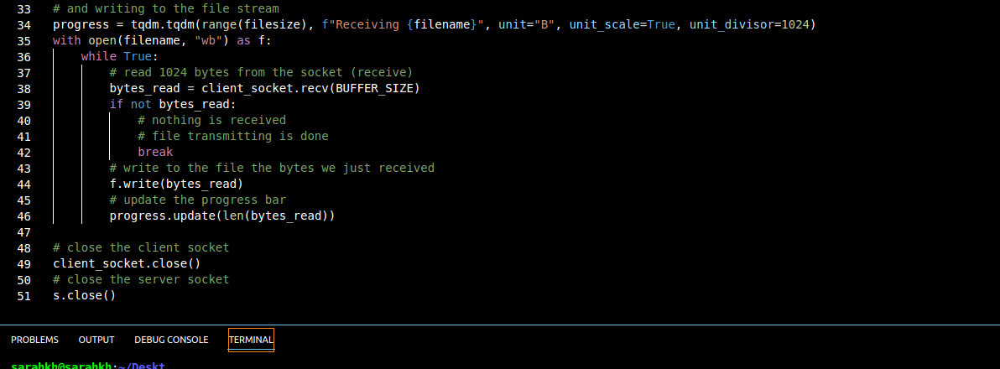 33 # and writing to the file stream
34 progress = tqdm.tqdm(range(filesize), f"Receiving {filename}", unit="B", unit_scale=True, unit_divisor=1024)
35 with open(filename, "wb") as f:
36     while True:
37         # read 1024 bytes from the socket (receive)
38         bytes_read = client_socket.recv(BUFFER_SIZE)
39         if not bytes_read:
40             # nothing is received
41             # file transmitting is done
42             break
43         # write to the file the bytes we just received
44         f.write(bytes_read)
45         # update the progress bar
46         progress.update(len(bytes_read))
47
48 # close the client socket
49 client_socket.close()
50 # close the server socket
51 s.close()
PROBLEMS OUTPUT DEBUG CONSOLE TERMINAL
sarahkh@sarahkh:~/Deskt